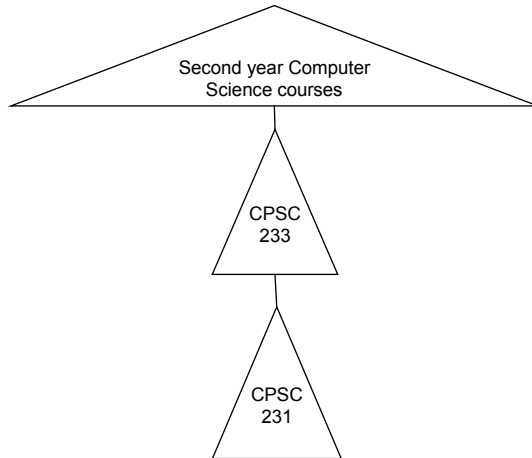 Second year Computer
Science courses
CPSC
233
CPSC
231